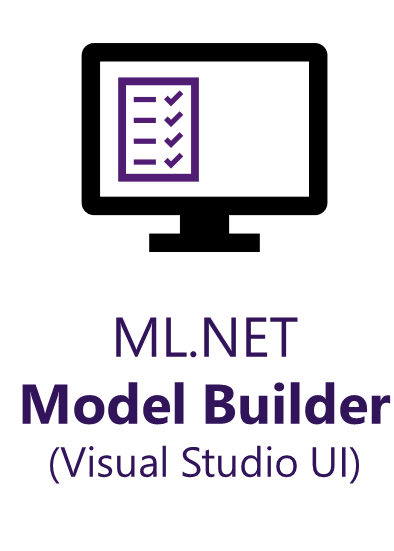 ML.NET
Model Builder
(Visual Studio UI)